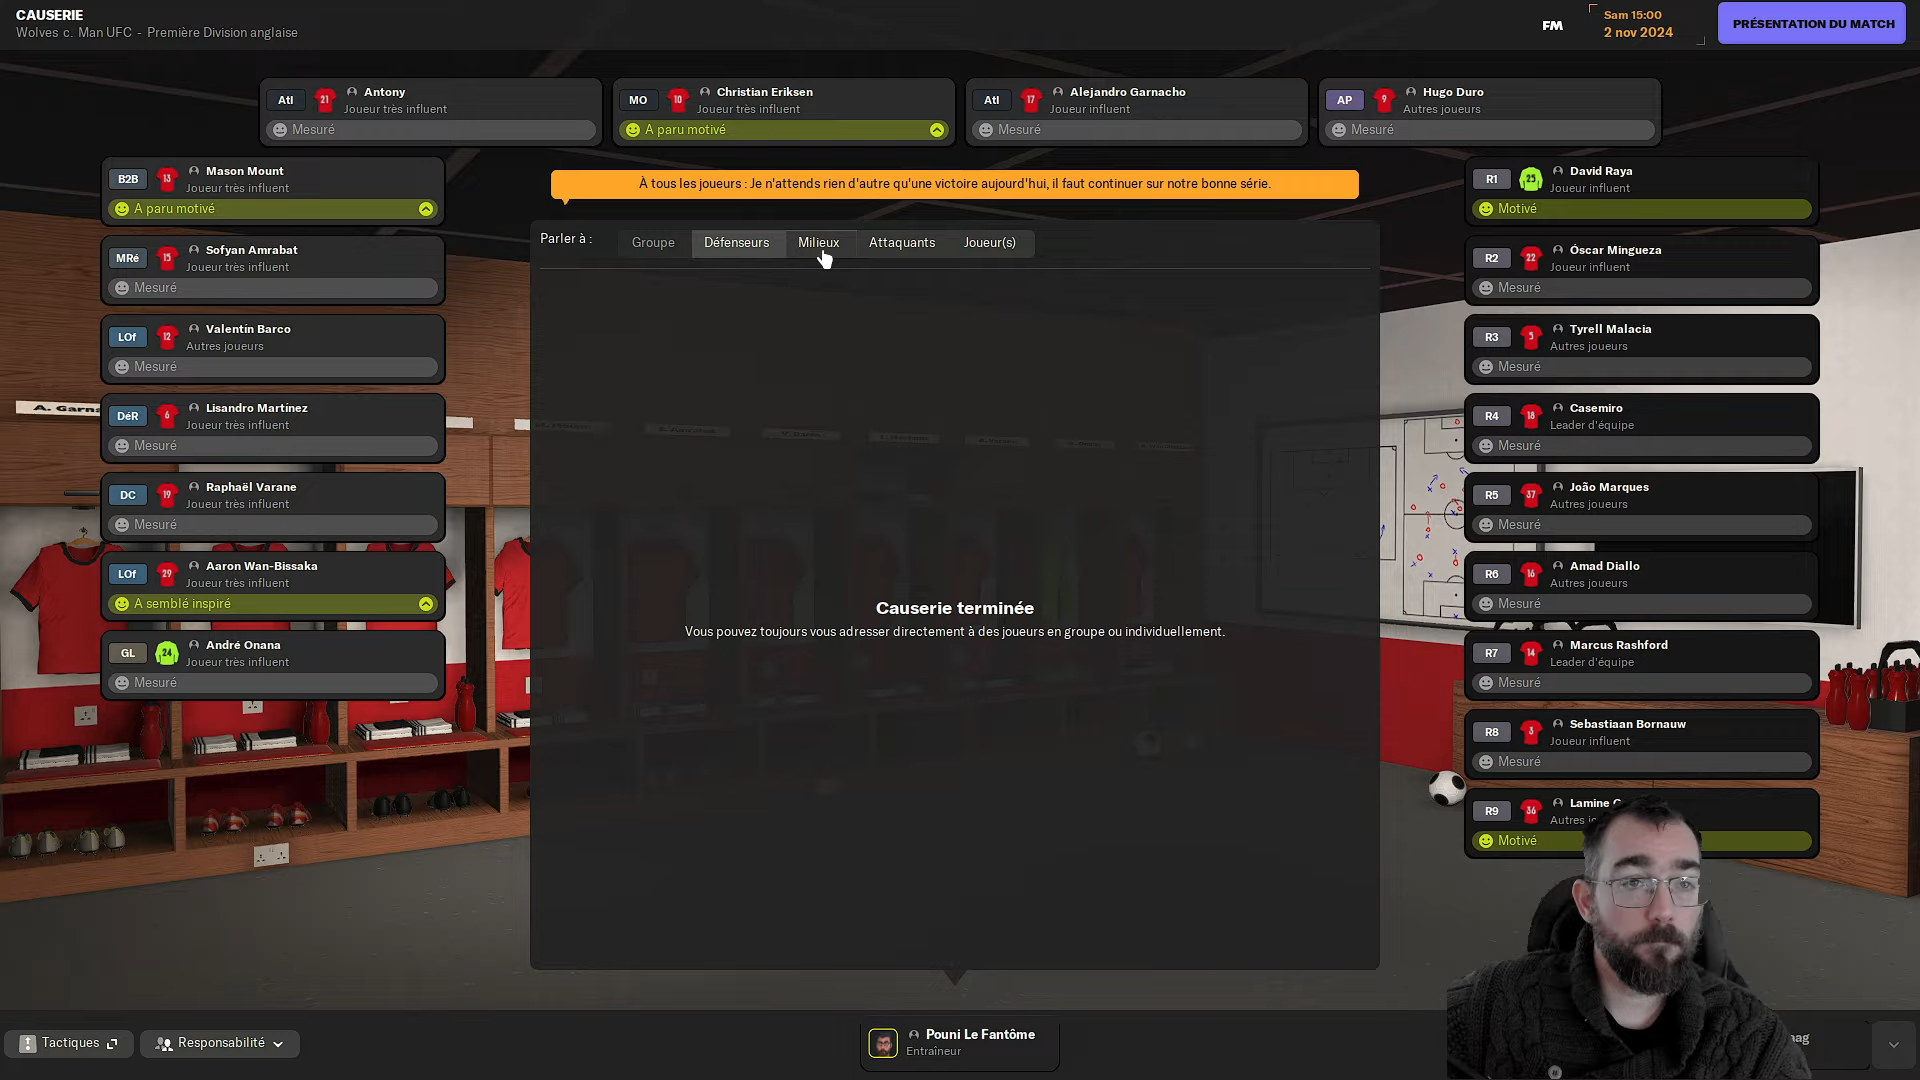 CAUSERIE
Wolves c. Man UFC - Première Division anglaise
FM
Sam 15:00
2 nov 2024
PRÉSENTATION DU MATCH
Atl
21
Antony
Joueur très influent
Mesuré
MO
10
Christian Eriksen
Joueur très influent
A paru motivé
Atl
17
Alejandro Garnacho
Joueur influent
Mesuré
AP
9
Hugo Duro
Autres joueurs
Mesuré
B2B
13
Mason Mount
Joueur très influent
A paru motivé
MRé
15
Sofyan Amrabat
Joueur très influent
Mesuré
LOf
12
Valentín Barco
Autres joueurs
Mesuré
DéR
6
Lisandro Martínez
Joueur très influent
Mesuré
DC
19
Raphaël Varane
Joueur très influent
Mesuré
LOf
29
Aaron Wan-Bissaka
Joueur très influent
A semblé inspiré
GL
24
André Onana
Joueur très influent
Mesuré
A. Garna
À tous les joueurs : Je n'attends rien d'autre qu'une victoire aujourd'hui, il faut continuer sur notre bonne série.
Parler à :
Groupe
Défenseurs
Milieux
Attaquants
Joueur(s)
Causerie terminée
Vous pouvez toujours vous adresser directement à des joueurs en groupe ou individuellement.
R1
25
David Raya
Joueur influent
Motivé
R2
22
Óscar Mingueza
Joueur influent
Mesuré
R3
5
Tyrell Malacia
Autres joueurs
Mesuré
R4
18
Casemiro
Leader d'équipe
Mesuré
R5
37
João Marques
Autres joueurs
Mesuré
R6
16
Amad Diallo
Autres joueurs
Mesuré
R7
14
Marcus Rashford
Leader d'équipe
Mesuré
R8
3
Sebastiaan Bornauw
Joueur influent
Mesuré
R9
36
Lamine
Autres
Motivé
Tactiques
Responsabilité
Pouni Le Fantôme
Entraîneur
aag